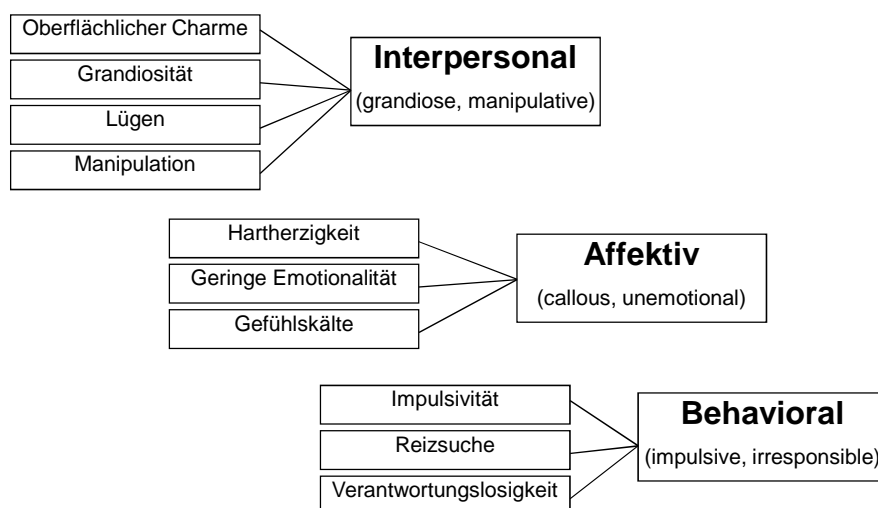 Oberflächlicher Charme
Grandiosität
Lügen
Manipulation
Interpersonal
(grandiose, manipulative)
Hartherzigkeit
Geringe Emotionalität
Gefühlskälte
Affektiv
(callous, unemotional)
Impulsivität
Reizsuche
Verantwortungslosigkeit
Behavioral
(impulsive, irresponsible)